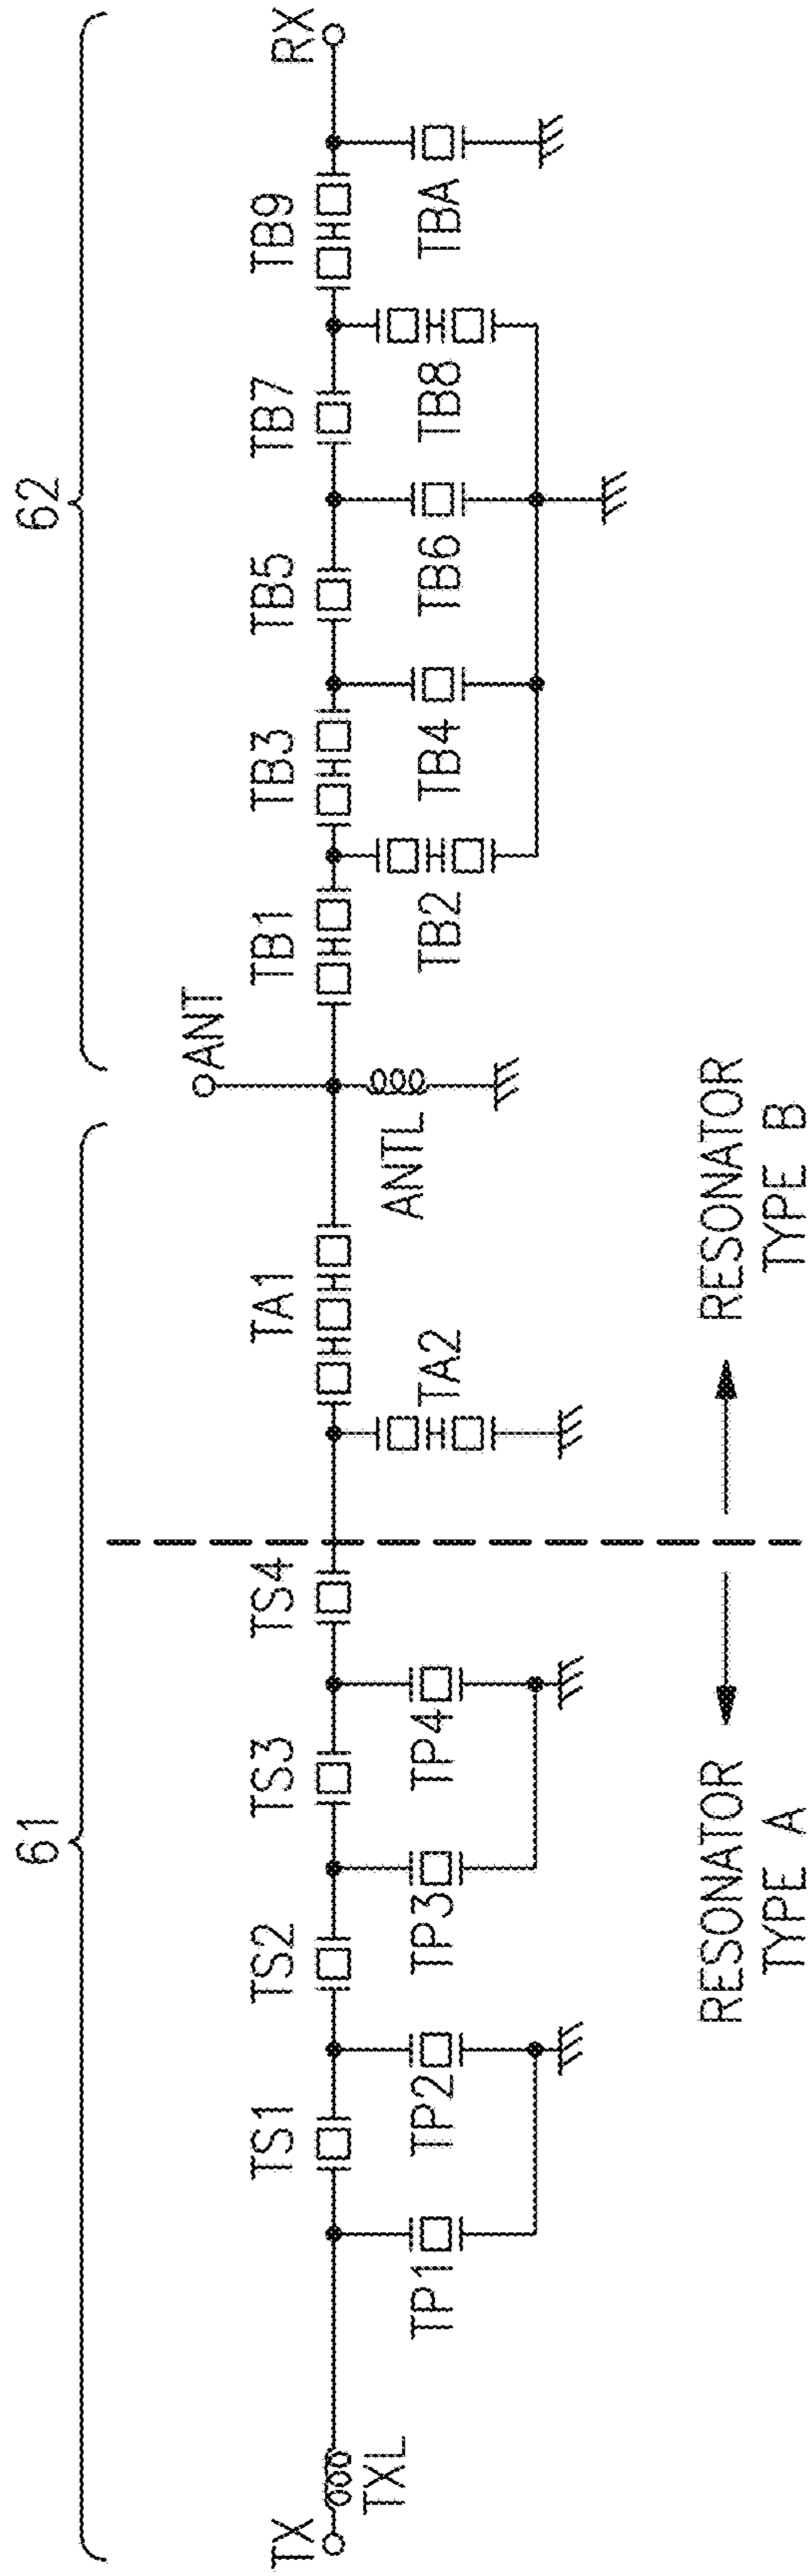 61
62
TX
TXL
TP1
TS1
TP2
TS2
TP3
TS3
TP4
TS4
TA2
TA1
ANT
ANTL
TB1
TB2
TB3
TB4
TB5
TB6
TB7
TB8
TB9
TBA
RX
RESONATOR
TYPE A
RESONATOR
TYPE B